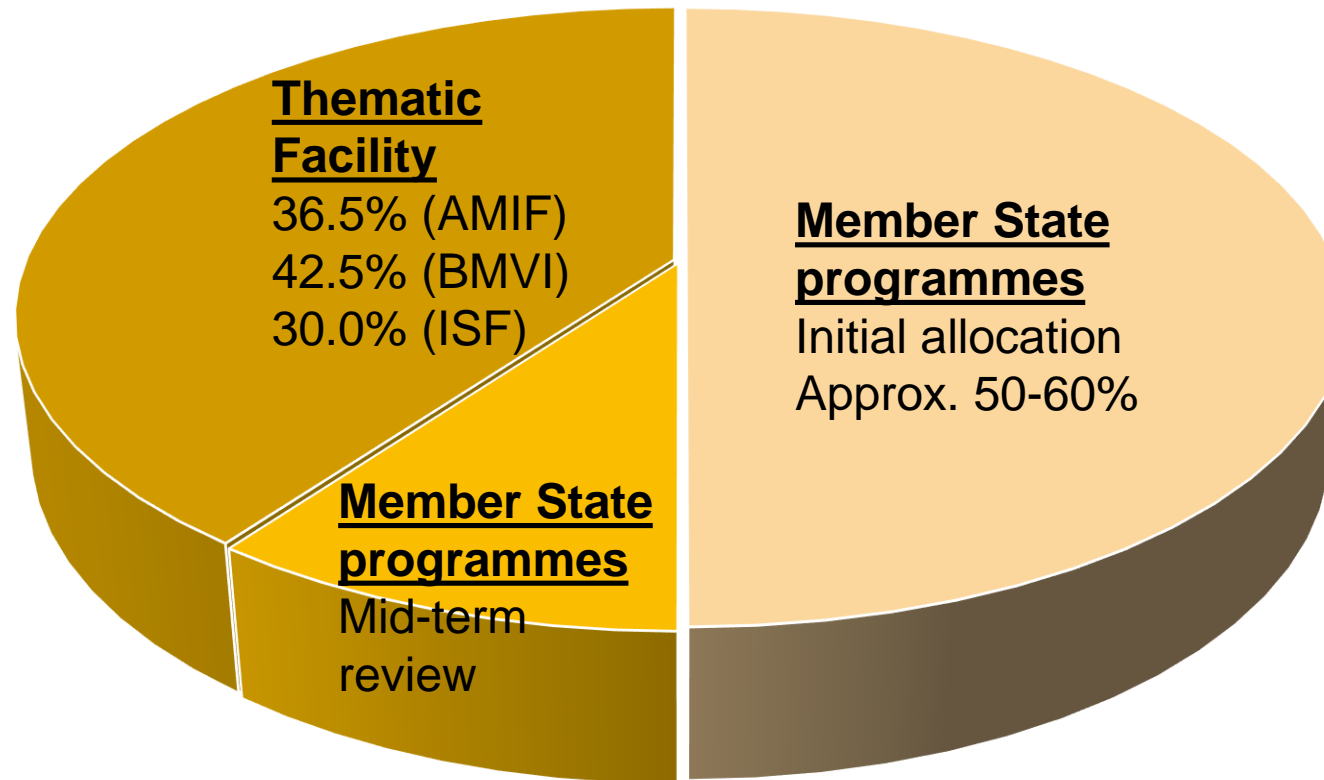 Thematic
Facility
36.5% (AMIF)
42.5% (BMVI)
30.0% (ISF)
Member State
programmes
Initial allocation
Approx. 50-60%
Member State
programmes
Mid-term
review